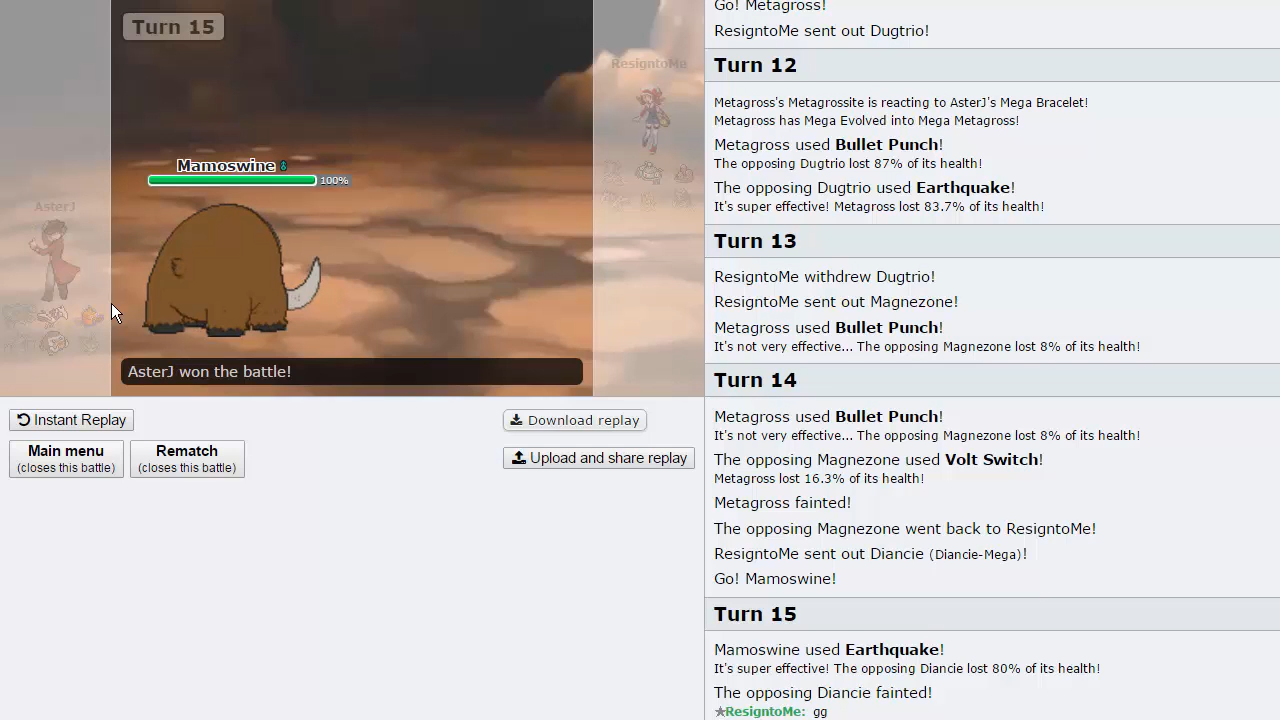 Turn 15
ResigntoMe
Mamoswine
100%
AsterJ
AsterJ won the battle!
Instant Replay
Download replay
Main menu
(closes this battle)
Rematch
(closes this battle)
Upload and share replay
Go! Metagross!
ResigntoMe sent out Dugtrio!
Turn 12
Metagross's Metagrossite is reacting to AsterJ's Mega Bracelet!
Metagross has Mega Evolved into Mega Metagross!
Metagross used Bullet Punch!
The opposing Dugtrio lost 87% of its health!
The opposing Dugtrio used Earthquake!
It's super effective! Metagross lost 83.7% of its health!
Turn 13
ResigntoMe withdrew Dugtrio!
ResigntoMe sent out Magnezone!
Metagross used Bullet Punch!
It's not very effective... The opposing Magnezone lost 8% of its health!
Turn 14
Metagross used Bullet Punch!
It's not very effective... The opposing Magnezone lost 8% of its health!
The opposing Magnezone used Volt Switch!
Metagross lost 16.3% of its health!
Metagross fainted!
The opposing Magnezone went back to ResigntoMe!
ResigntoMe sent out Diancie (Diancie-Mega)!
Go! Mamoswine!
Turn 15
Mamoswine used Earthquake!
It's super effective! The opposing Diancie lost 80% of its health!
The opposing Diancie fainted!
★ResigntoMe: gg